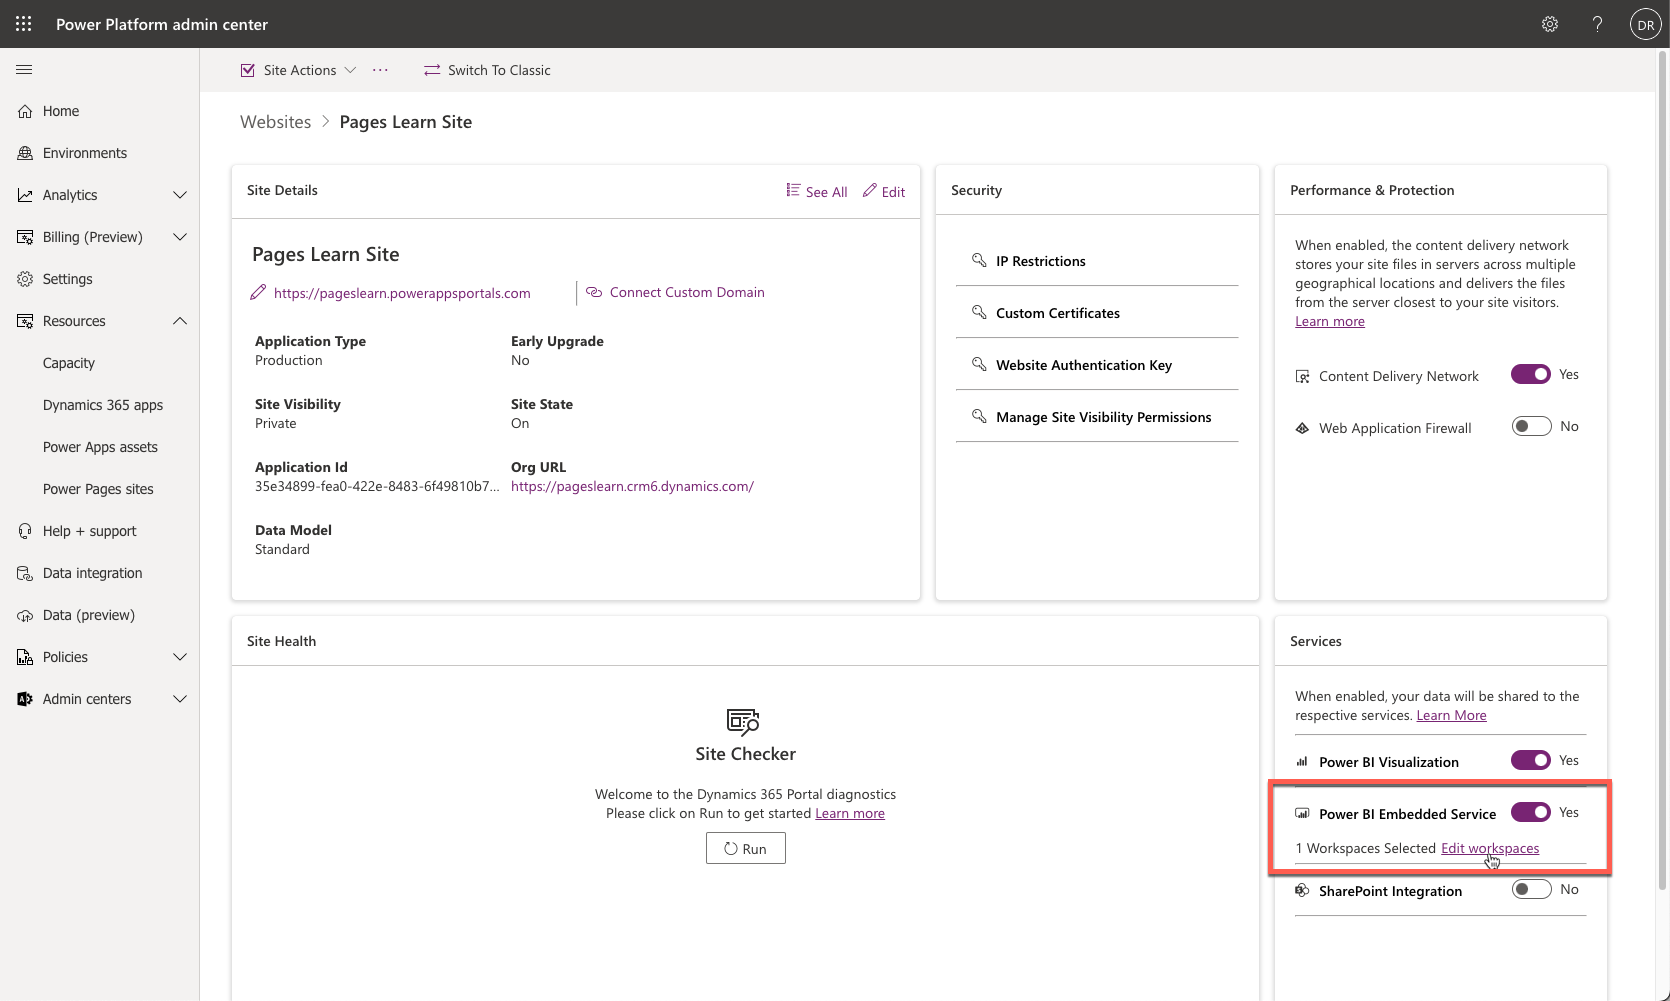 Power Platform admin center
?
DR
Site Actions
...
Switch To Classic
Home
Environments
Analytics
Billing (Preview)
Settings
Resources
Capacity
Dynamics 365 apps
Power Apps assets
Power Pages sites
Help + support
Data integration
Data (preview)
Policies
Admin centers
Websites > Pages Learn Site
Site Details
See All
Edit
Pages Learn Site
https://pageslearn.powerappsportals.com
Connect Custom Domain
Application Type
Production
Early Upgrade
No
Site Visibility
Private
Site State
On
Application Id
35e34899-fea0-422e-8483-6f49810b7...
Org URL
https://pageslearn.crm6.dynamics.com/
Data Model
Standard
Security
IP Restrictions
Custom Certificates
Website Authentication Key
Manage Site Visibility Permissions
Performance & Protection
When enabled, the content delivery network
stores your site files in servers across multiple
geographical locations and delivers the files
from the server closest to your site visitors.
Learn more
Content Delivery Network Yes
Web Application Firewall No
Site Health
Site Checker
Welcome to the Dynamics 365 Portal diagnostics
Please click on Run to get started Learn more
Run
Services
When enabled, your data will be shared to the
respective services. Learn More
Power BI Visualization Yes
Power BI Embedded Service Yes
1 Workspaces Selected Edit workspaces
SharePoint Integration No